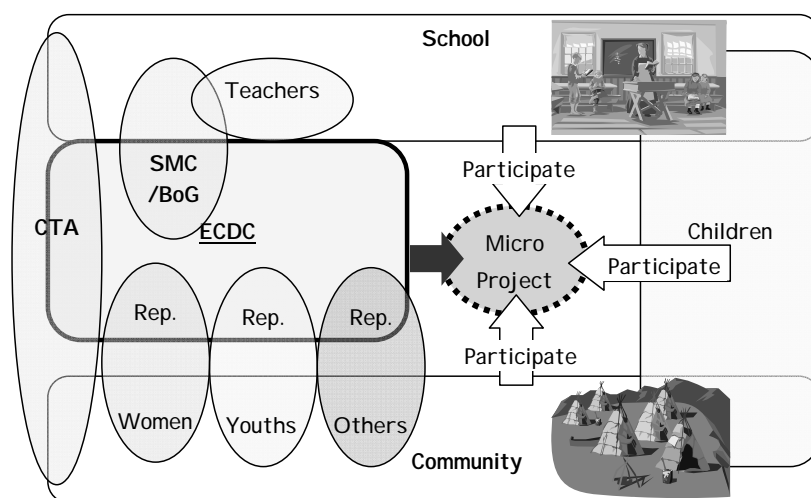 School
Teachers
SMC
/BoG
Participate
CTA
ECDC
Micro
Project
Children
Participate
Rep.
Rep.
Rep.
Participate
Women
Youths
Others
Community